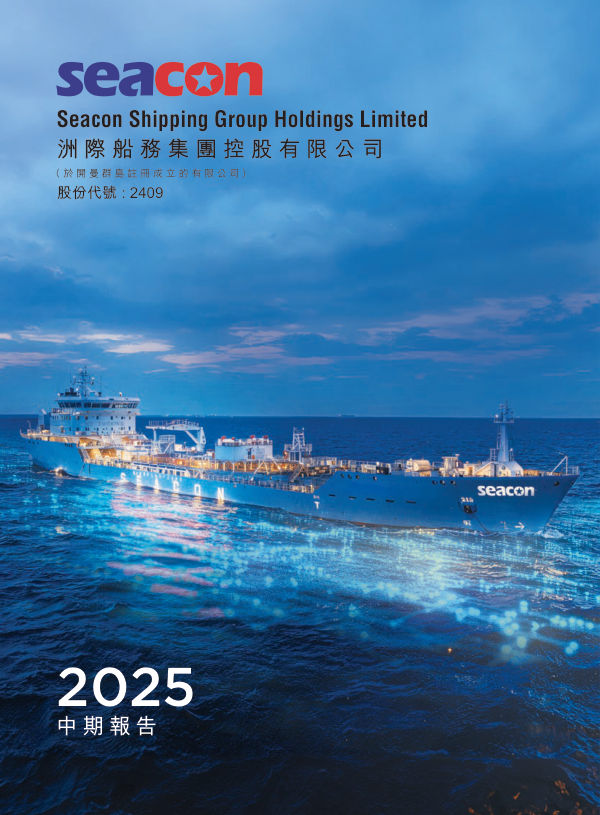 seacon
Seacon Shipping Group Holdings Limited
洲際船務集團控股有限公司
(於開曼群島註冊成立的有限公司)
股份代號 : 2409
SEACON
seacon
2025
中期報告